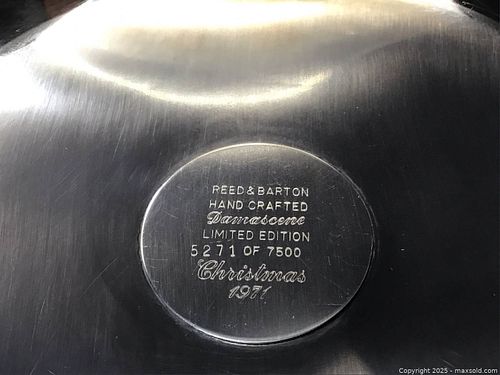 REED & BARTON
HAND CRAFTED
Damascene
LIMITED EDITION
5271 OF 7500
Christmas
1971
Copyright 2025 - maxsold.com